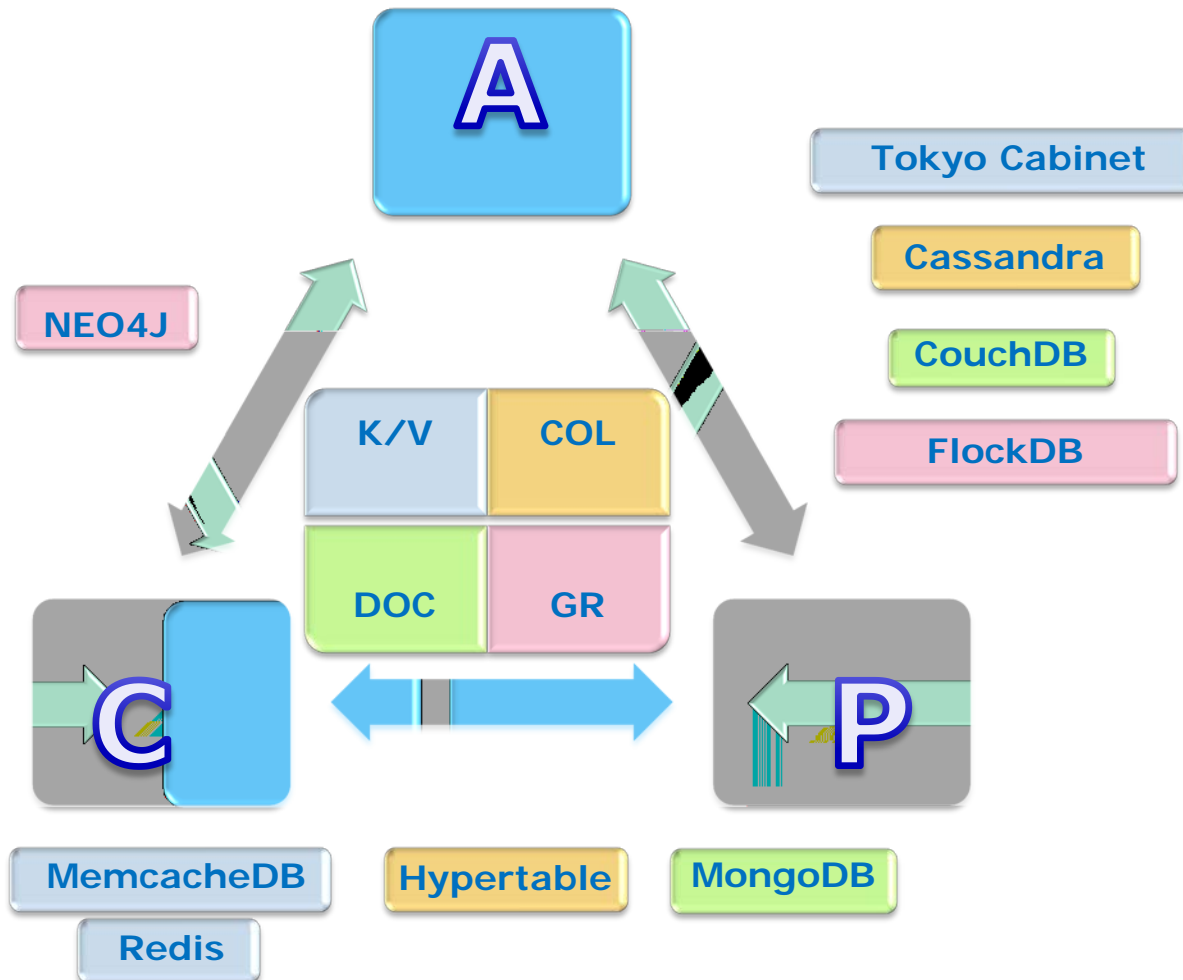 A
Tokyo Cabinet
Cassandra
NEO4J
CouchDB
K/V
COL
FlockDB
DOC
GR
C
P
MemcacheDB
Hypertable
MongoDB
Redis